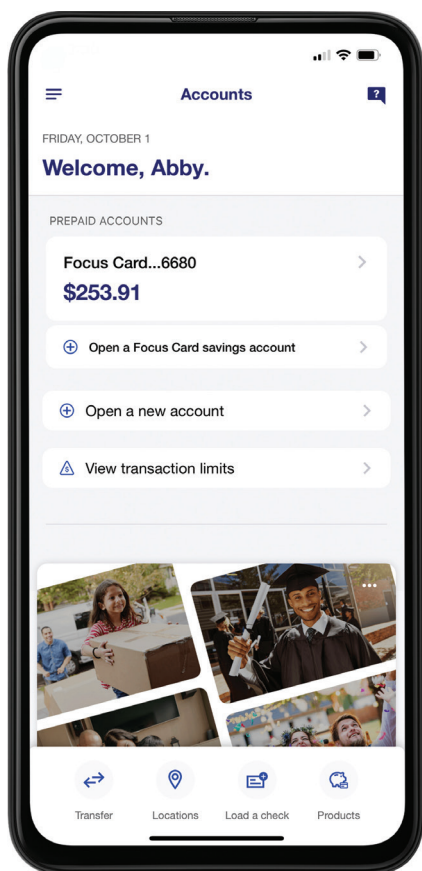 Accounts
?
FRIDAY, OCTOBER 1
Welcome, Abby.
PREPAID ACCOUNTS
Focus Card...6680
$253.91
Open a Focus Card savings account
Open a new account
View transaction limits
Transfer
Locations
Load a check
Products